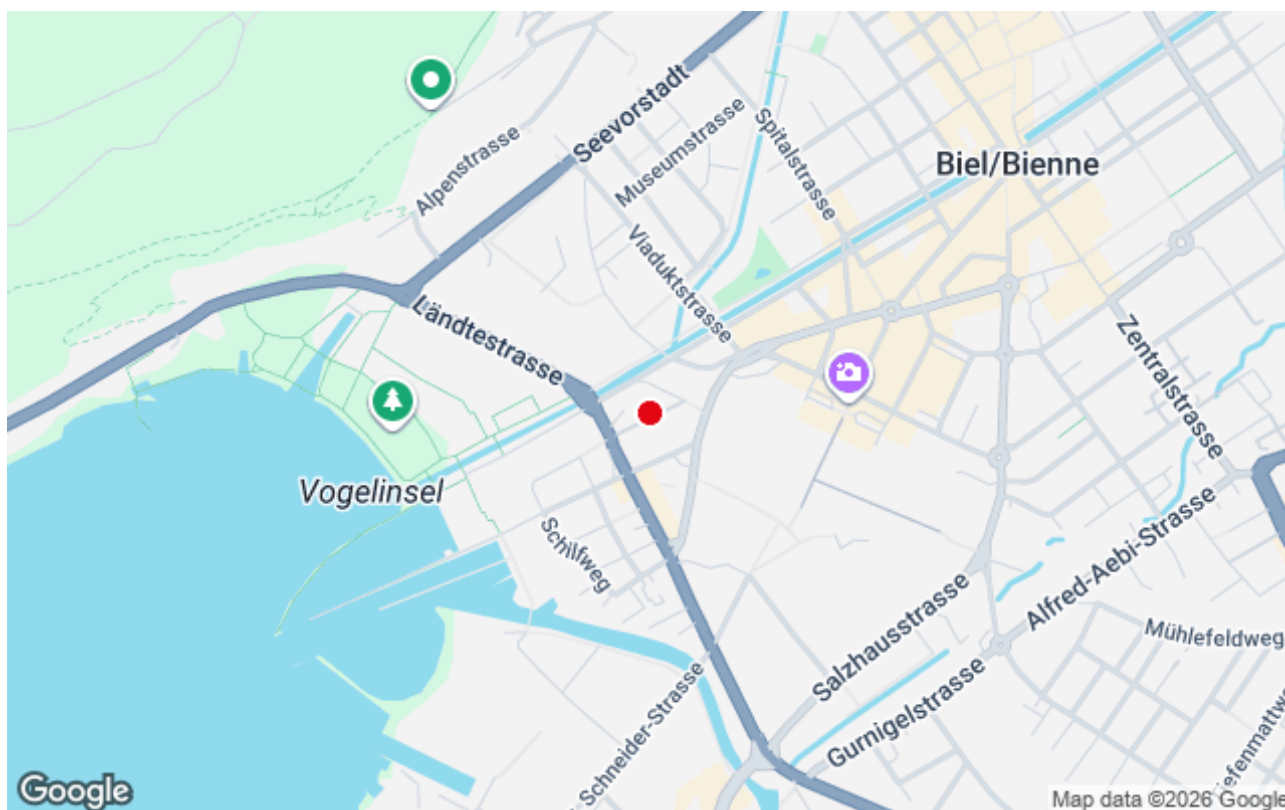 Seevorstadt
Alpenstrasse
Museumstrasse
Spitalstrasse
Biel/Bienne
Viaduktstrasse
Ländtestrasse
Zentralstrasse
Vogelinsel
Schilfweg
Alfred-Aebi-Strasse
Salzhausstrasse
Mühlefeldweg
Gurnigelstrasse
-Schneider-Strasse
iefenmattw
Google
Map data ©2026 Google